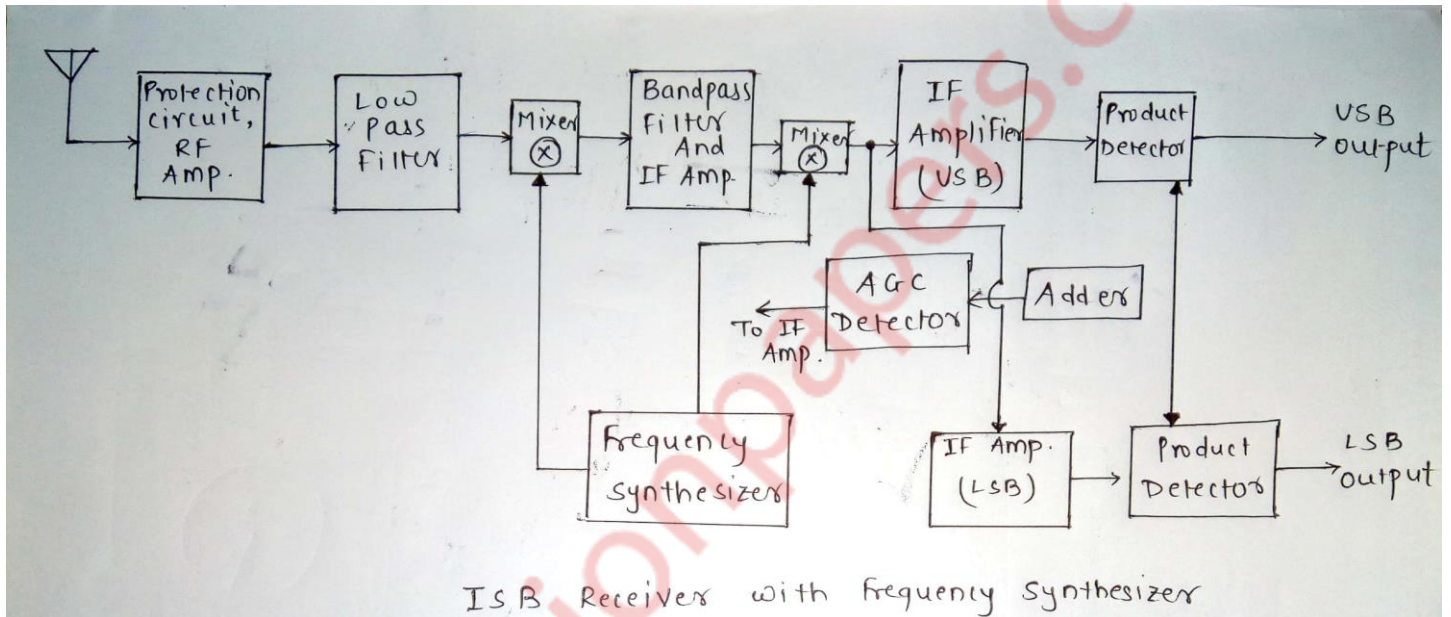 Protection
circuit,
RF
Amp.
Low
Pass
Filter
Mixer
X
Bandpass
Filter
And
IF Amp.
Mixer
X
IF
Amplifier
(USB)
Product
Detector
USB
Output
AGC
Detector
Adder
To IF
Amp.
Frequency
Synthesizer
IF Amp.
(LSB)
Product
Detector
LSB
Output
ISB Receiver with Frequency Synthesizer
ionpapers.c